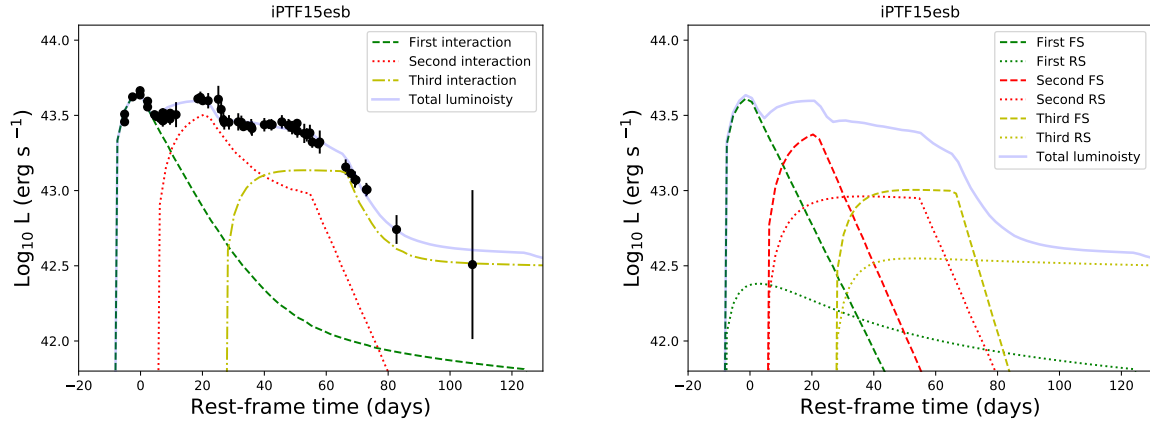 iPTF15esb
44.0
43.5
43.0
42.5
42.0
Log10 L (erg s−1)
−20
0
20
40
60
80
100
120
Rest-frame time (days)
First interaction
Second interaction
Third interaction
Total luminoisty
iPTF15esb
44.0
43.5
43.0
42.5
42.0
Log10 L (erg s−1)
−20
0
20
40
60
80
100
120
Rest-frame time (days)
First FS
First RS
Second FS
Second RS
Third FS
Third RS
Total luminoisty